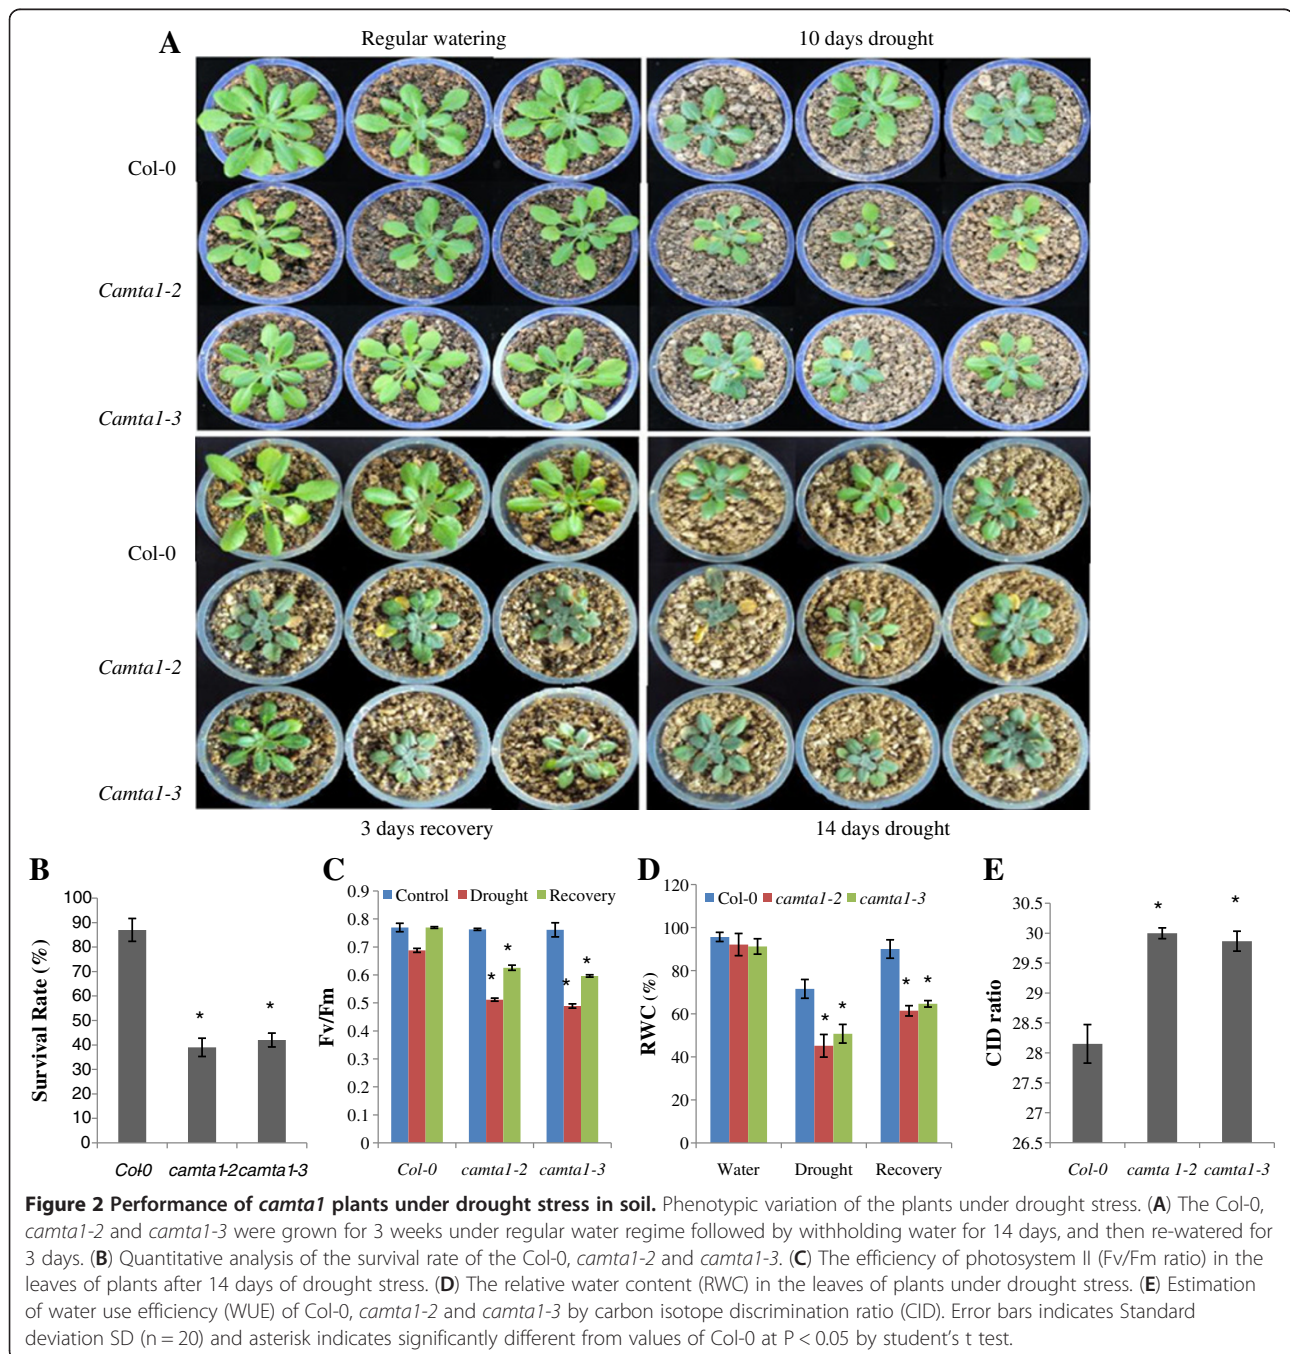 A
Regular watering
10 days drought
Col-0
Camta1-2
Camta1-3
Col-0
Camta1-2
Camta1-3
3 days recovery
14 days drought
B
Survival Rate (%)
100
90
80
70
60
50
40
30
20
10
0
*
*
Col-0
camta1-2
camta1-3
C
Fv/Fm
Control
Drought
Recovery
0.9
0.8
0.7
0.6
0.5
0.4
0.3
0.2
0.1
0
*
*
*
*
Col-0
camta1-2
camta1-3
D
RWC (%)
Col-0
camta1-2
camta1-3
120
100
80
60
40
20
0
*
*
*
*
Water
Drought
Recovery
E
CID ratio
30.5
30
29.5
29
28.5
28
27.5
27
26.5
*
*
Col-0
camta 1-2
camta1-3
Figure 2 Performance of camta1 plants under drought stress in soil. Phenotypic variation of the plants under drought stress. (A) The Col-0,
camta1-2 and camta1-3 were grown for 3 weeks under regular water regime followed by withholding water for 14 days, and then re-watered for
3 days. (B) Quantitative analysis of the survival rate of the Col-0, camta1-2 and camta1-3. (C) The efficiency of photosystem II (Fv/Fm ratio) in the
leaves of plants after 14 days of drought stress. (D) The relative water content (RWC) in the leaves of plants under drought stress. (E) Estimation
of water use efficiency (WUE) of Col-0, camta1-2 and camta1-3 by carbon isotope discrimination ratio (CID). Error bars indicates Standard
deviation SD (n = 20) and asterisk indicates significantly different from values of Col-0 at P < 0.05 by student's t test.